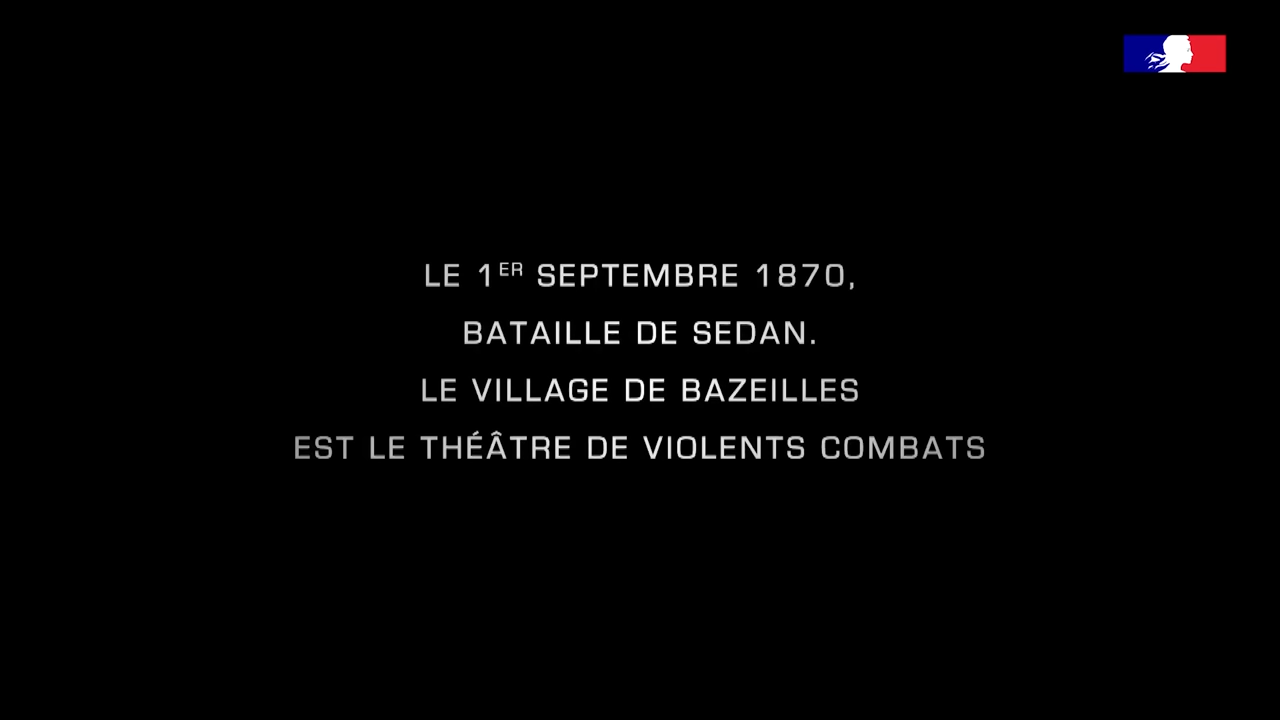 LE 1ER SEPTEMBRE 1870,
BATAILLE DE SEDAN.
LE VILLAGE DE BAZEILLES
EST LE THÉÂTRE DE VIOLENTS COMBATS